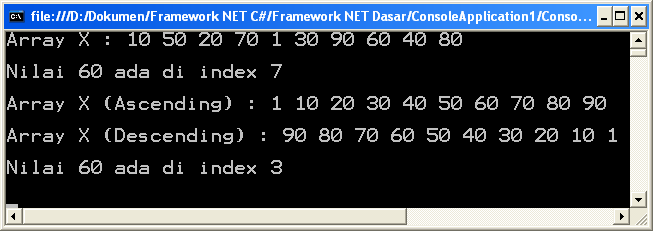 file:///D:/Dokumen/Framework NET C#/Framework NET Dasar/ConsoleApplication1/Conso...
Array X : 10 50 20 70 1 30 90 60 40 80
Nilai 60 ada di index 7
Array X (Ascending) : 1 10 20 30 40 50 60 70 80 90
Array X (Descending) : 90 80 70 60 50 40 30 20 10 1
Nilai 60 ada di index 3